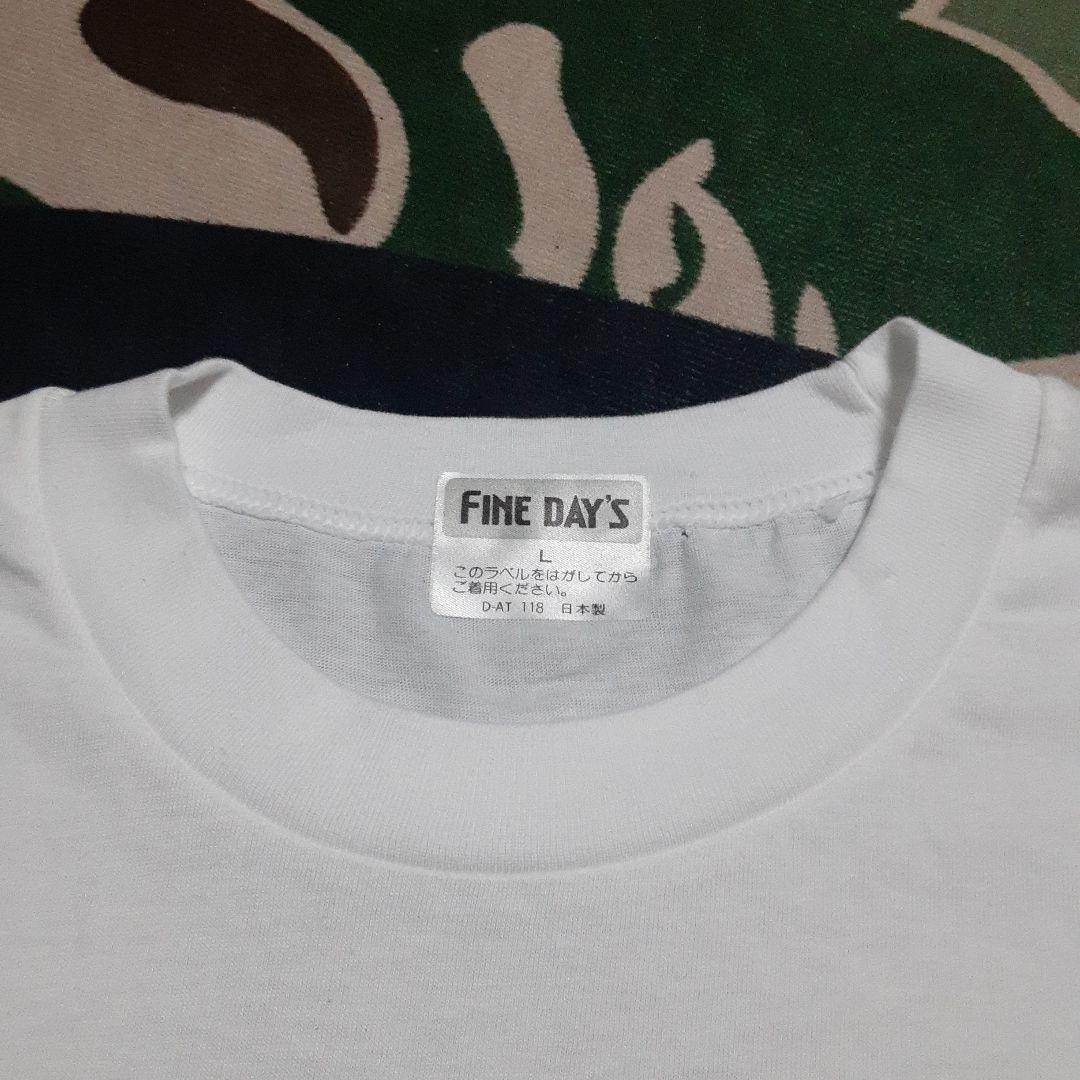 FINE DAY'S
L
このラベルをはがしてから
ご着用ください。
D-AT 118 日本製